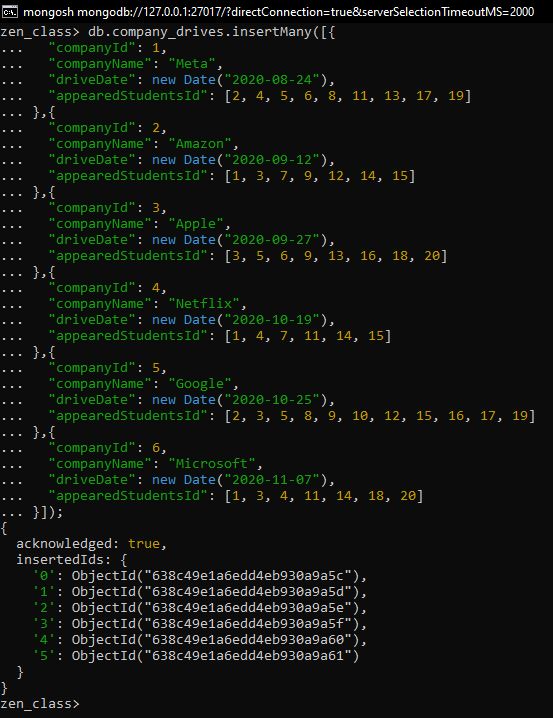 mongosh mongodb://127.0.0.1:27017/?directConnection=true&serverSelectionTimeoutMS=2000
zen_class> db.company_drives.insertMany([{
...   "companyId": 1,
...   "companyName": "Meta",
...   "driveDate": new Date("2020-08-24"),
...   "appearedStudentsId": [2, 4, 5, 6, 8, 11, 13, 17, 19]
... },{
...   "companyId": 2,
...   "companyName": "Amazon",
...   "driveDate": new Date("2020-09-12"),
...   "appearedStudentsId": [1, 3, 7, 9, 12, 14, 15]
... },{
...   "companyId": 3,
...   "companyName": "Apple",
...   "driveDate": new Date("2020-09-27"),
...   "appearedStudentsId": [3, 5, 6, 9, 13, 16, 18, 20]
... },{
...   "companyId": 4,
...   "companyName": "Netflix",
...   "driveDate": new Date("2020-10-19"),
...   "appearedStudentsId": [1, 4, 7, 11, 14, 15]
... },{
...   "companyId": 5,
...   "companyName": "Google",
...   "driveDate": new Date("2020-10-25"),
...   "appearedStudentsId": [2, 3, 5, 8, 9, 10, 12, 15, 16, 17, 19]
... },{
...   "companyId": 6,
...   "companyName": "Microsoft",
...   "driveDate": new Date("2020-11-07"),
...   "appearedStudentsId": [1, 3, 4, 11, 14, 18, 20]
... }]);
{
  acknowledged: true,
  insertedIds: {
    '0': ObjectId("638c49e1a6edd4eb930a9a5c"),
    '1': ObjectId("638c49e1a6edd4eb930a9a5d"),
    '2': ObjectId("638c49e1a6edd4eb930a9a5e"),
    '3': ObjectId("638c49e1a6edd4eb930a9a5f"),
    '4': ObjectId("638c49e1a6edd4eb930a9a60"),
    '5': ObjectId("638c49e1a6edd4eb930a9a61")
  }
}
zen_class>